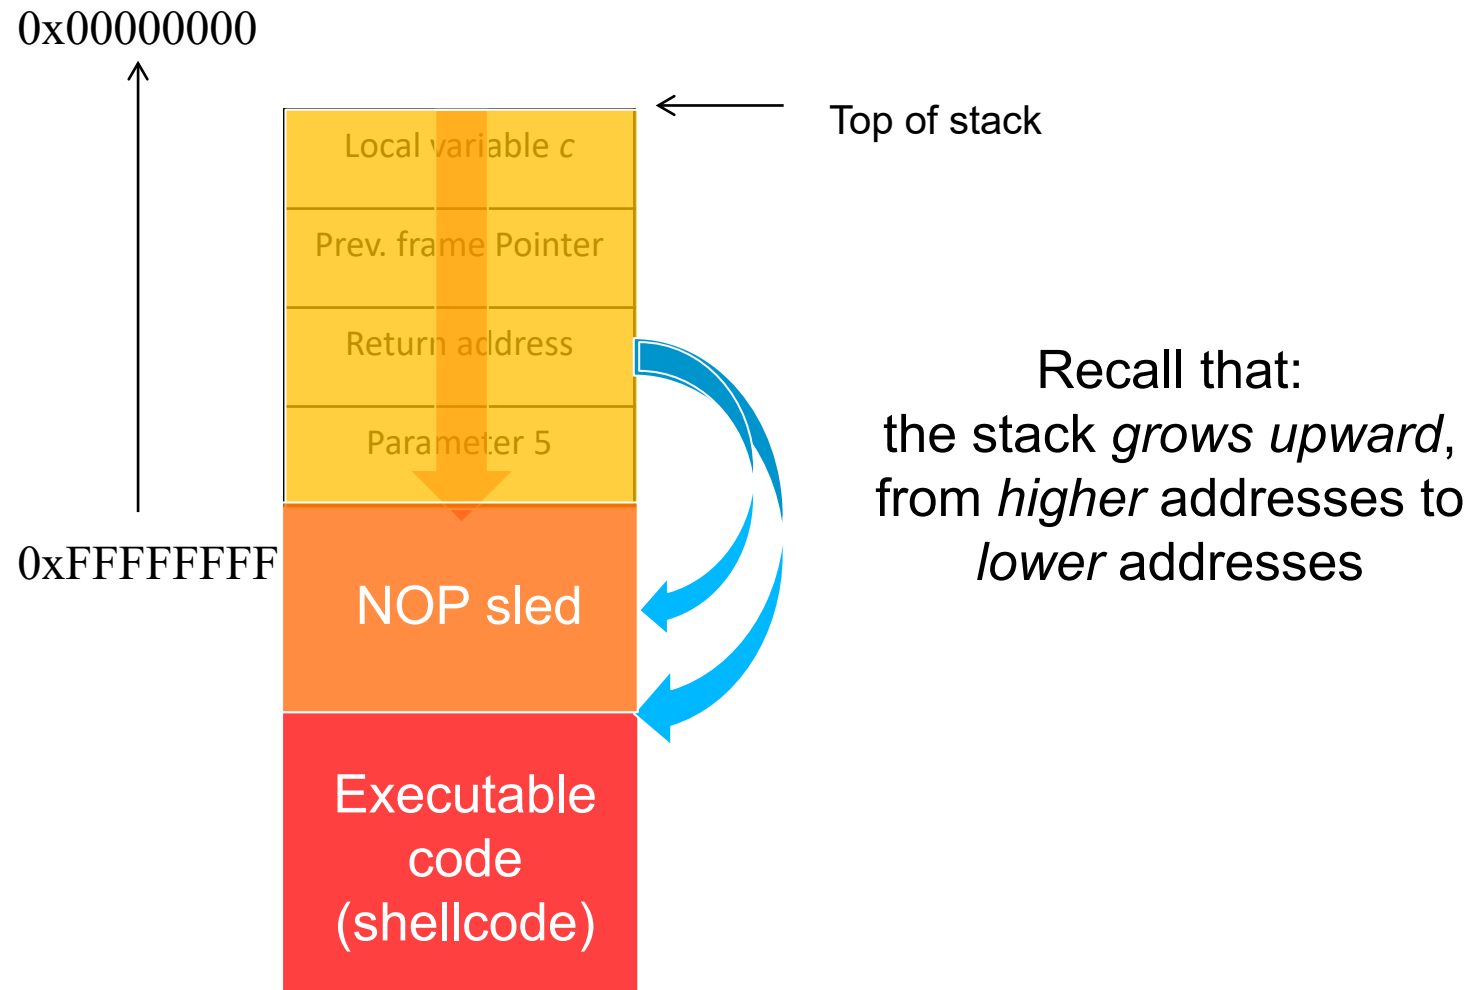 0x00000000
Top of stack
Local variable c
Prev. frame Pointer
Return address
Parameter 5
0xFFFFFFFF
NOP sled
Executable
code
(shellcode)
Recall that:
the stack grows upward,
from higher addresses to
lower addresses